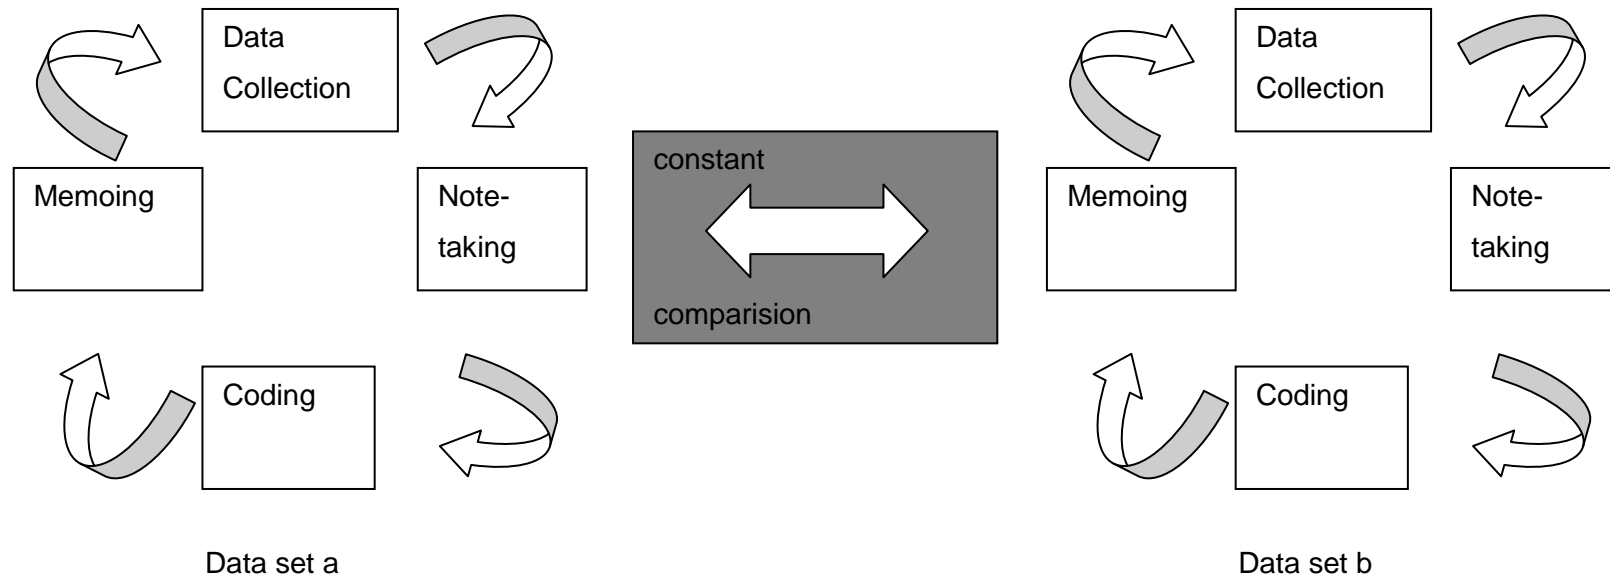 Data
Collection
Memoing
Note-
taking
Coding
Data set a
constant
comparision
Data
Collection
Memoing
Note-
taking
Coding
Data set b